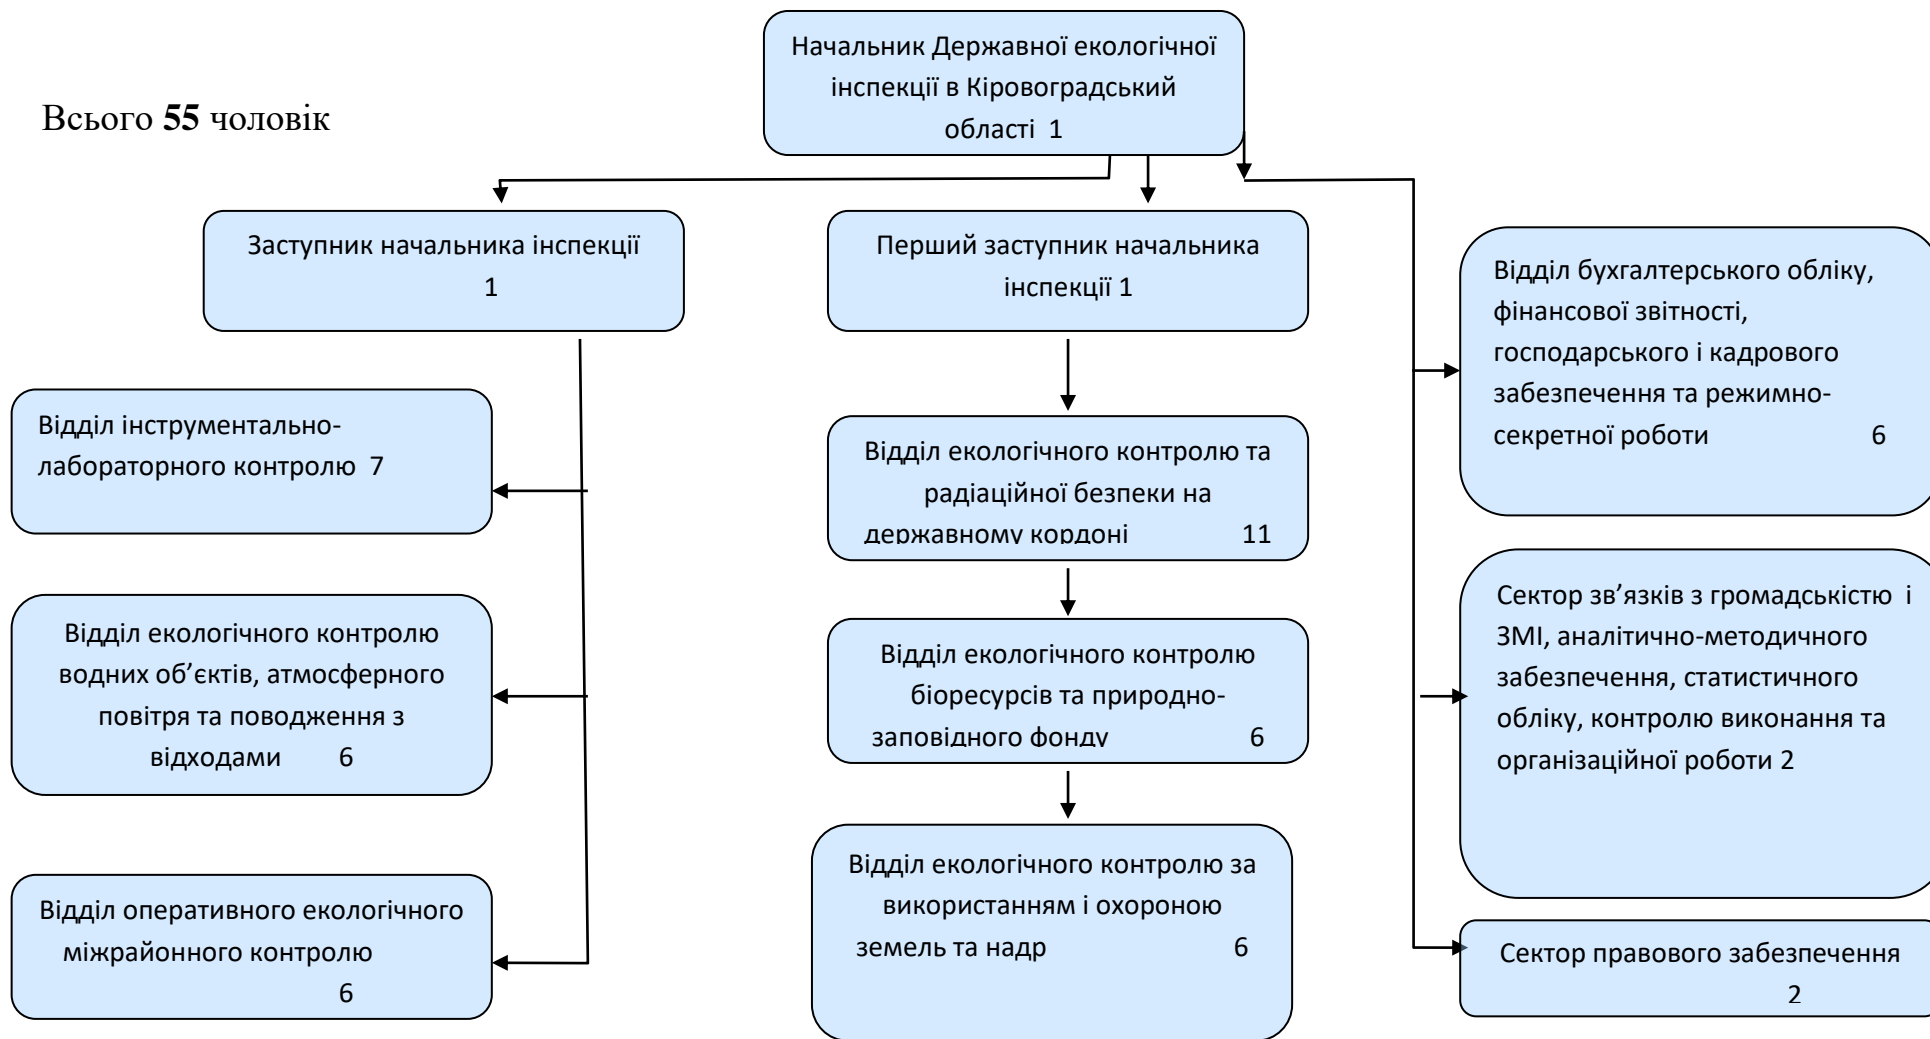 Начальник Державної екологічної
інспекції в Кіровоградський
області 1
Всього 55 чоловік
Заступник начальника інспекції
1
Перший заступник начальника
інспекції 1
Відділ бухгалтерського обліку,
фінансової звітності,
господарського і кадрового
забезпечення та режимно-
секретної роботи 6
Відділ інструментально-
лабораторного контролю 7
Відділ екологічного контролю та
радіаційної безпеки на
державному кордоні 11
Сектор зв’язків з громадськістю і
ЗМІ, аналітично-методичного
забезпечення, статистичного
обліку, контролю виконання та
організаційної роботи 2
Відділ екологічного контролю
водних об’єктів, атмосферного
повітря та поводження з
відходами 6
Відділ екологічного контролю
біоресурсів та природно-
заповідного фонду 6
Відділ екологічного контролю за
використанням і охороною
земель та надр 6
Відділ оперативного екологічного
міжрайонного контролю
6
Сектор правового забезпечення
2